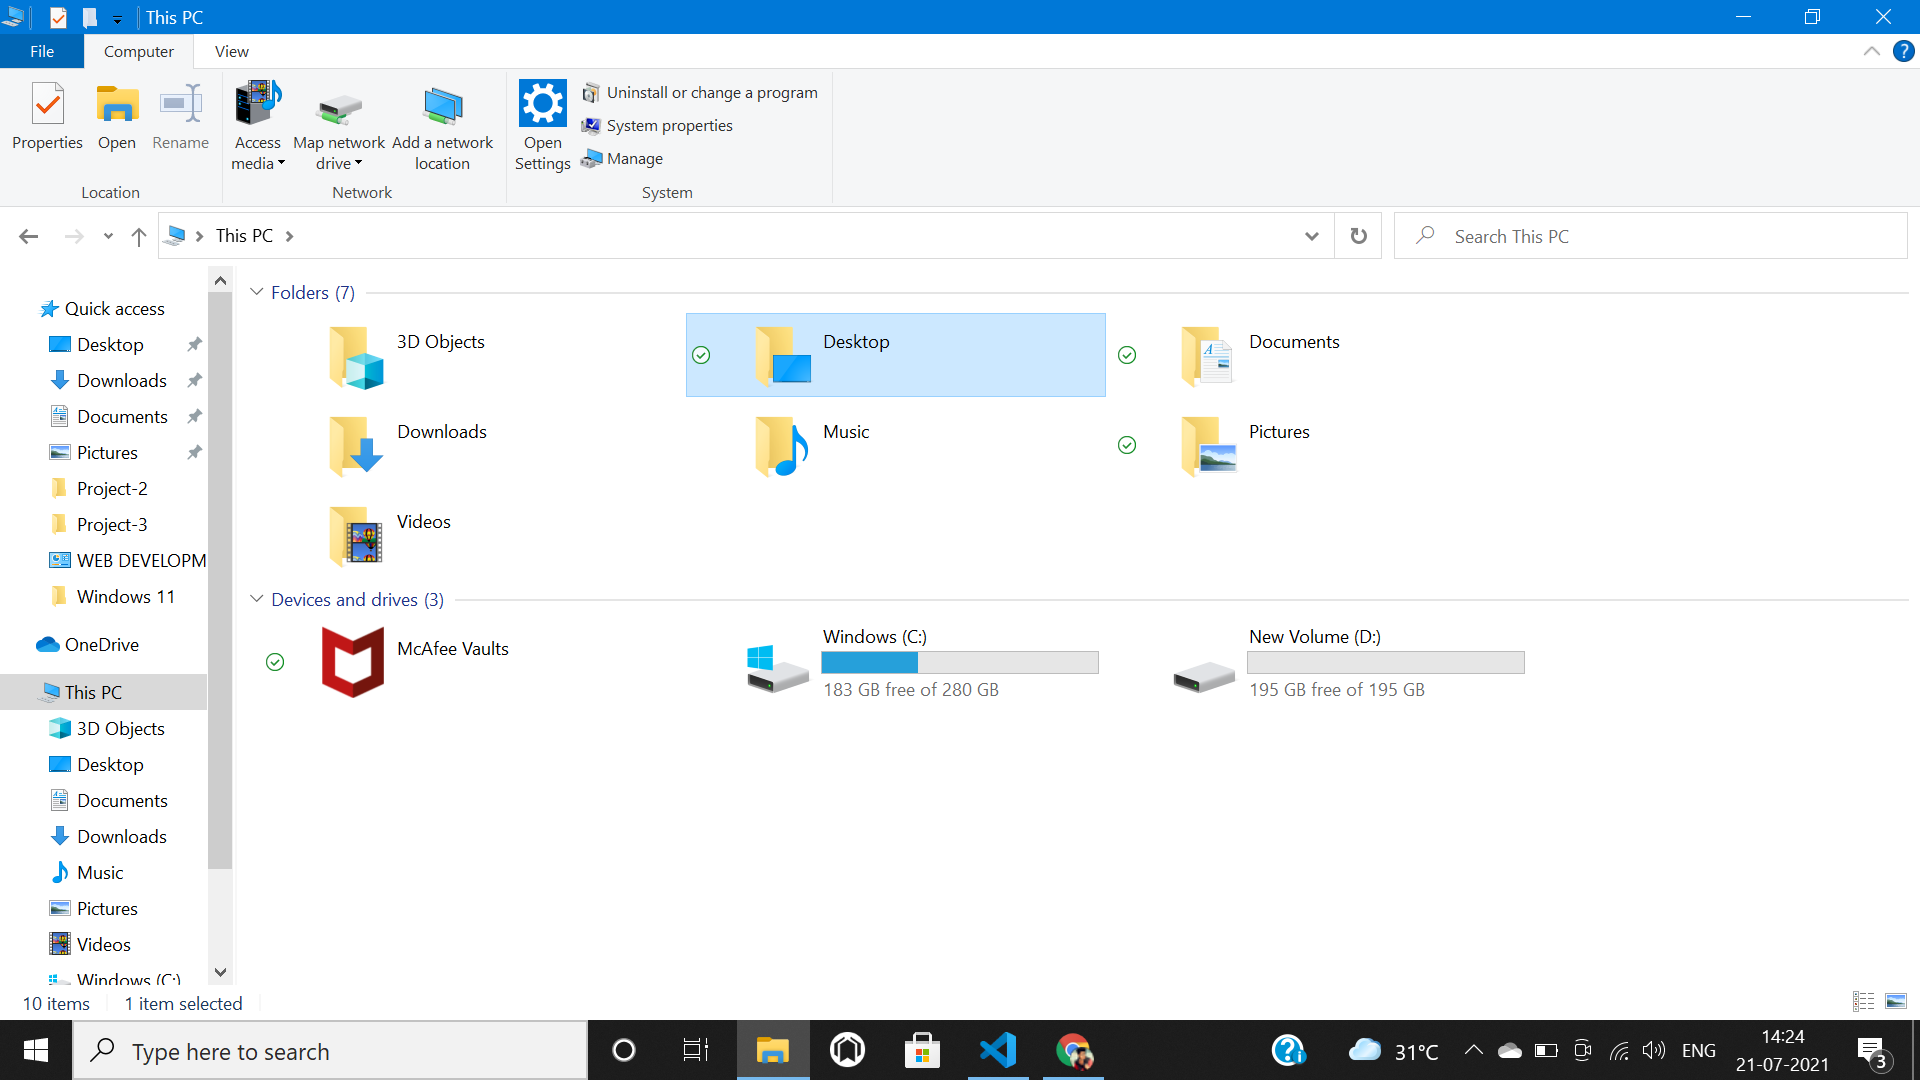 This PC
File
Computer
View
Properties
Open
Rename
Access
media
Map network
drive
Add a network
location
Open
Settings
Uninstall or change a program
System properties
Manage
Location
Network
System
This PC
Search This PC
Quick access
Desktop
Downloads
Documents
Pictures
Project-2
Project-3
WEB DEVELOPM
Windows 11
OneDrive
This PC
3D Objects
Desktop
Documents
Downloads
Music
Pictures
Videos
Windows (C:)
Folders (7)
3D Objects
Desktop
Documents
Downloads
Music
Pictures
Videos
Devices and drives (3)
McAfee Vaults
Windows (C:)
183 GB free of 280 GB
New Volume (D:)
195 GB free of 195 GB
10 items
1 item selected
Type here to search
31°C
ENG
14:24
21-07-2021
3